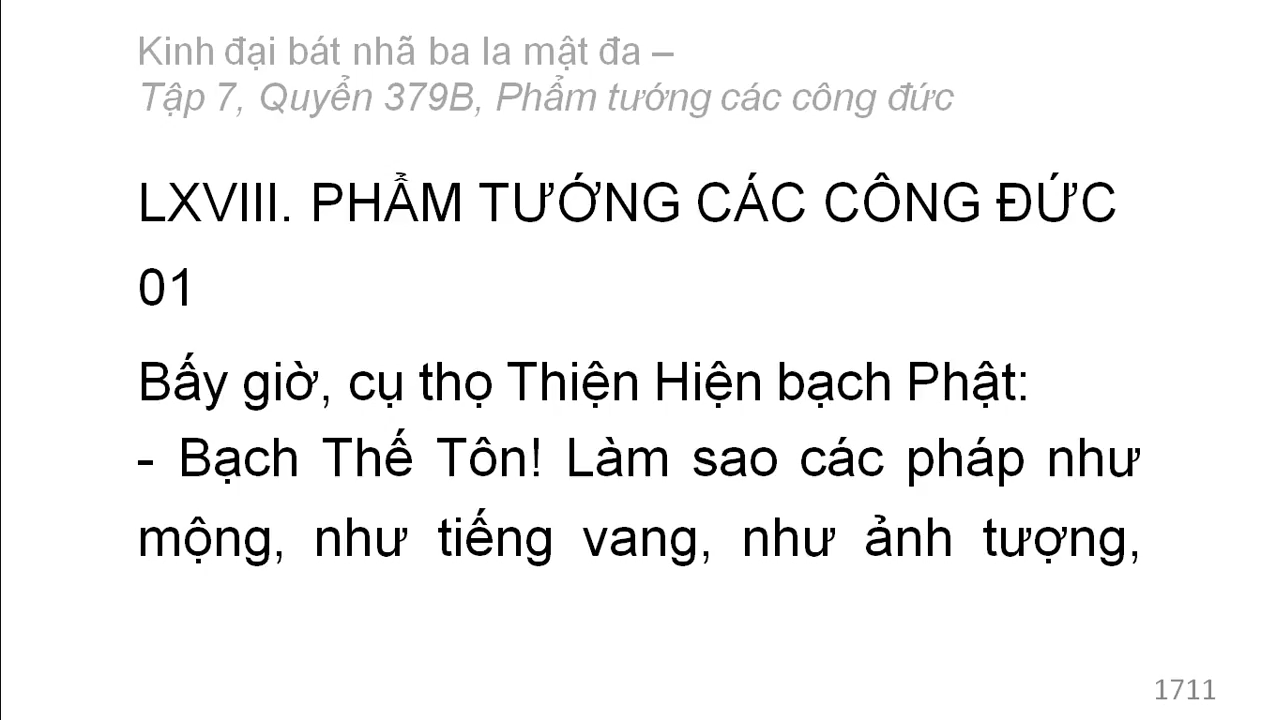 Kinh đại bát nhã ba la mật đa –
Tập 7, Quyển 379B, Phẩm tướng các công đức
LXVIII. PHẨM TƯỚNG CÁC CÔNG ĐỨC
01
Bấy giờ, cụ thọ Thiện Hiện bạch Phật:
- Bạch Thế Tôn! Làm sao các pháp như
mộng, như tiếng vang, như ảnh tượng,
1711